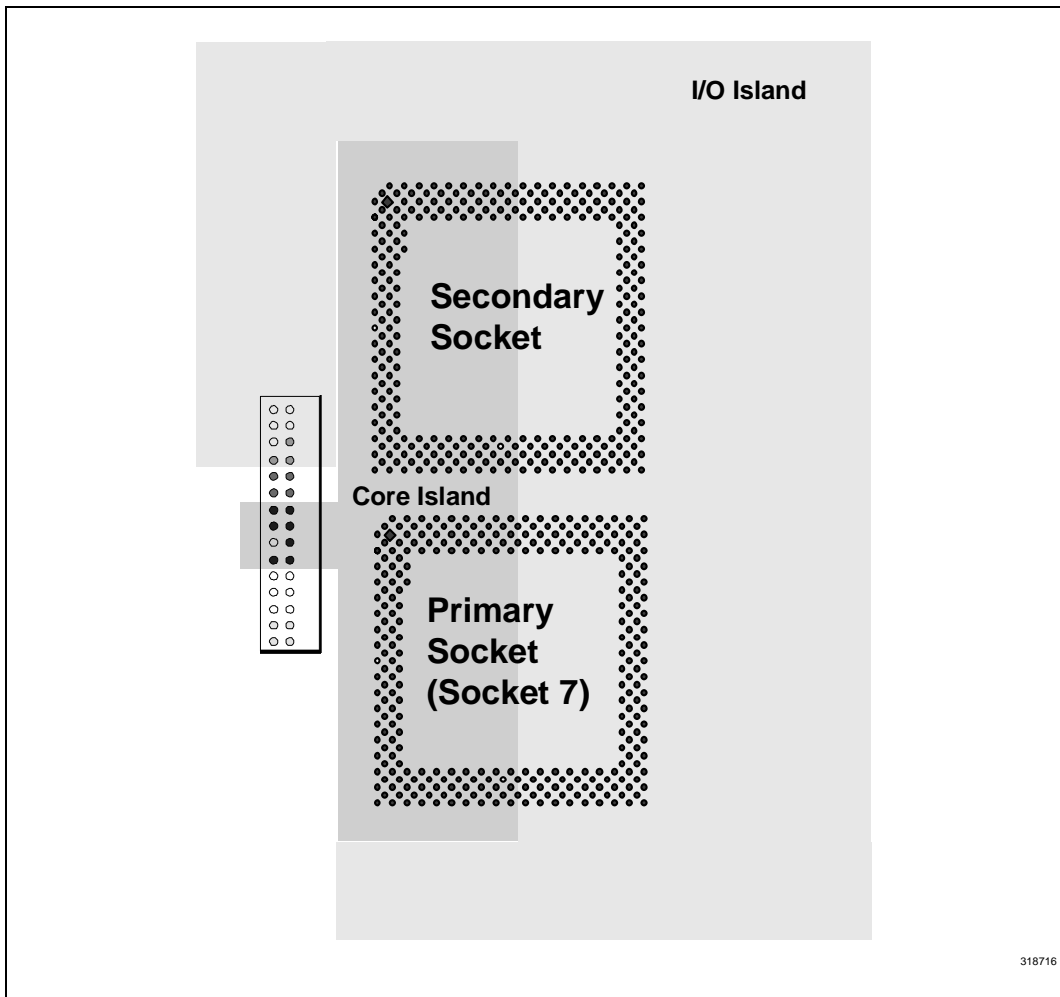 I/O Island
Secondary
Socket
Core Island
Primary
Socket
(Socket 7)
318716